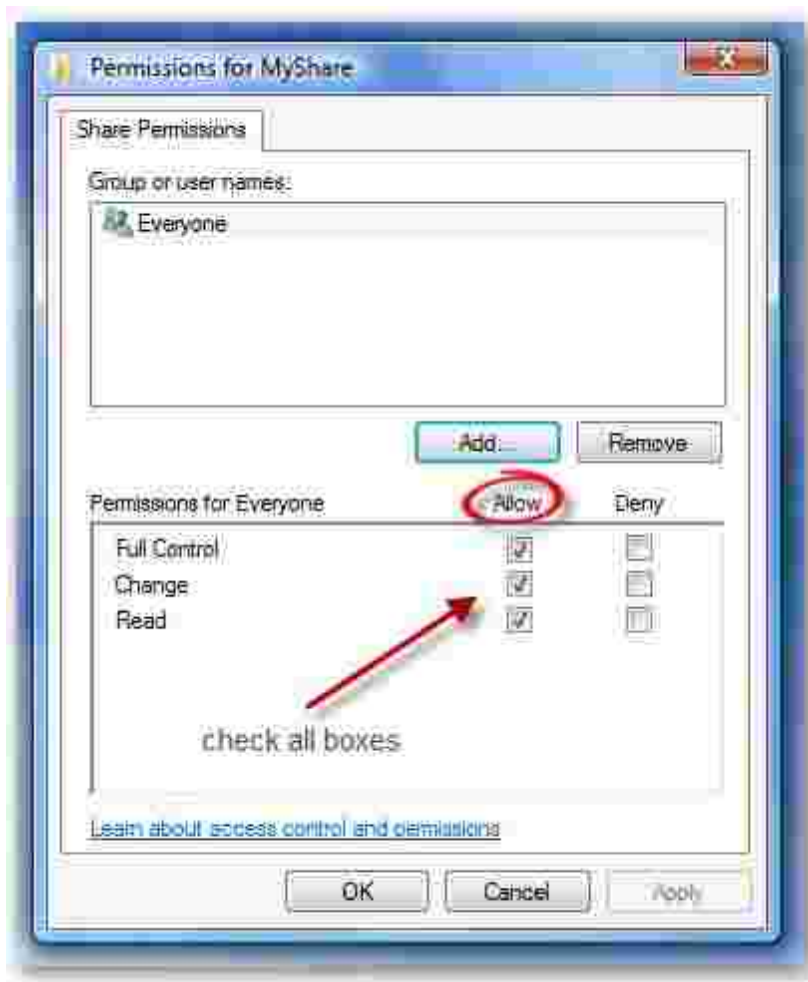 Permissions for MyShare
Share Permissions
Group or user names:
Everyone
Add...
Remove
Permissions for Everyone
Allow
Deny
Full Control
Change
Read
check all boxes
Learn about access control and permissions
OK
Cancel
Apply